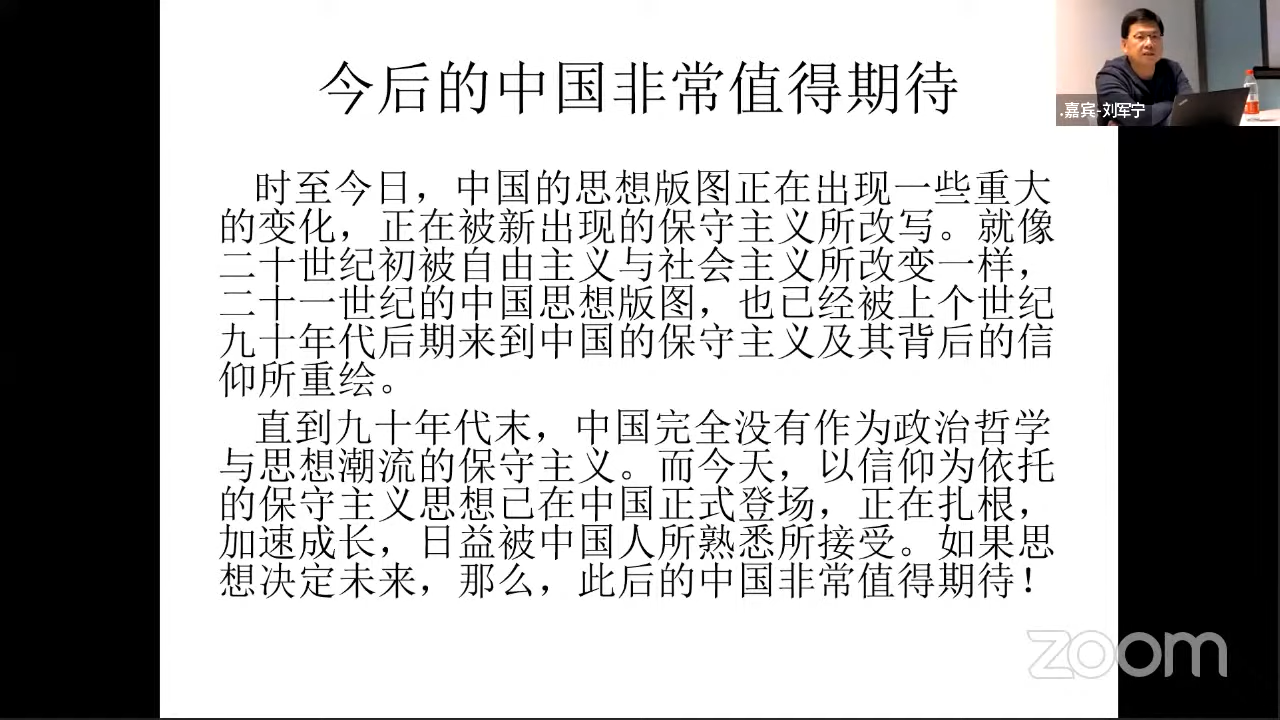 今后的中国非常值得期待
.嘉宾-刘军宁
时至今日，中国的思想版图正在出现一些重大
的变化，正在被新出现的保守主义所改写。就像
二十世纪初被自由主义与社会主义所改变一样，
二十一世纪的中国思想版图，也已经被上个世纪
九十年代后期来到中国的保守主义及其背后的信
仰所重绘。
直到九十年代末，中国完全没有作为政治哲学
与思想潮流的保守主义。而今天，以信仰为依托
的保守主义思想已在中国正式登场，正在扎根，
加速成长，日益被中国人所熟悉所接受。如果思
想决定未来，那么，此后的中国非常值得期待！
zoom